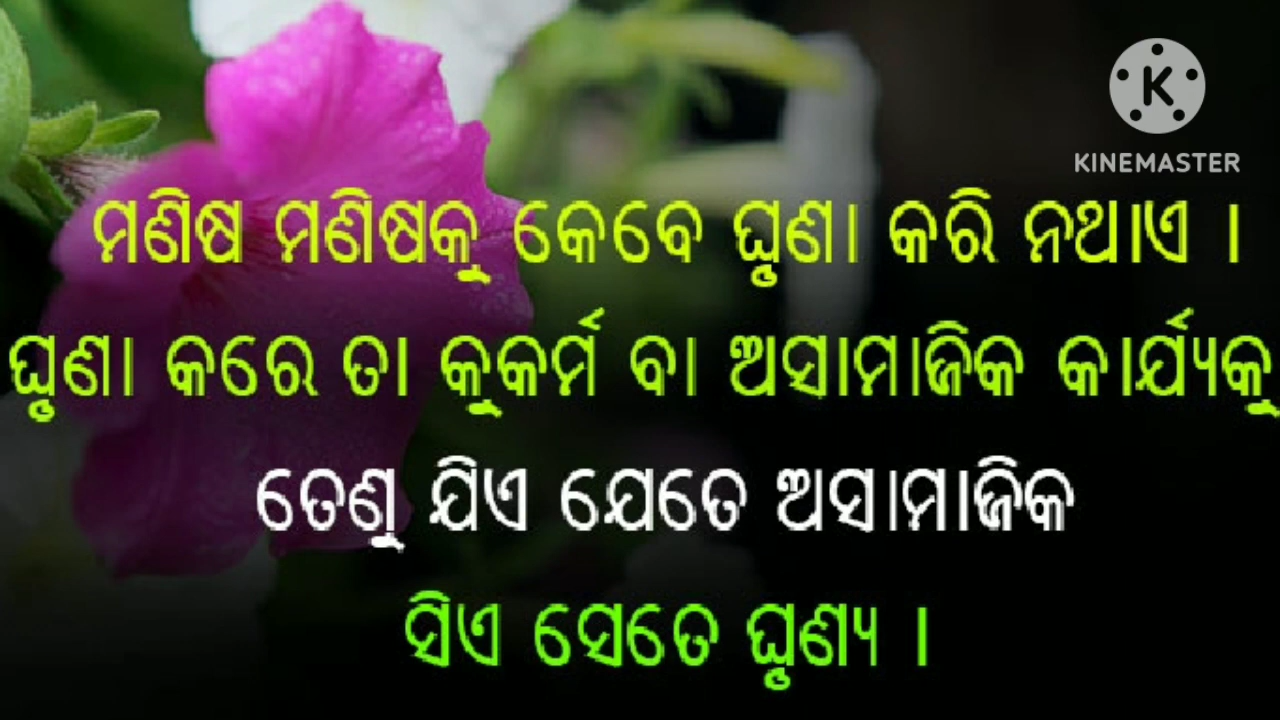 KINEMASTER
ମଣିଷ ମଣିଷକୁ କେବେ ଘୃଣା କରି ନଥାଏ ।
ଘୃଣା କରେ ତା କୁକର୍ମ ବା ଅସାମାଜିକ କାର୍ଯ୍ୟକୁ
ତେଣୁ ଯିଏ ଯେତେ ଅସାମାଜିକ
ସିଏ ସେତେ ଘୃଣ୍ୟ ।